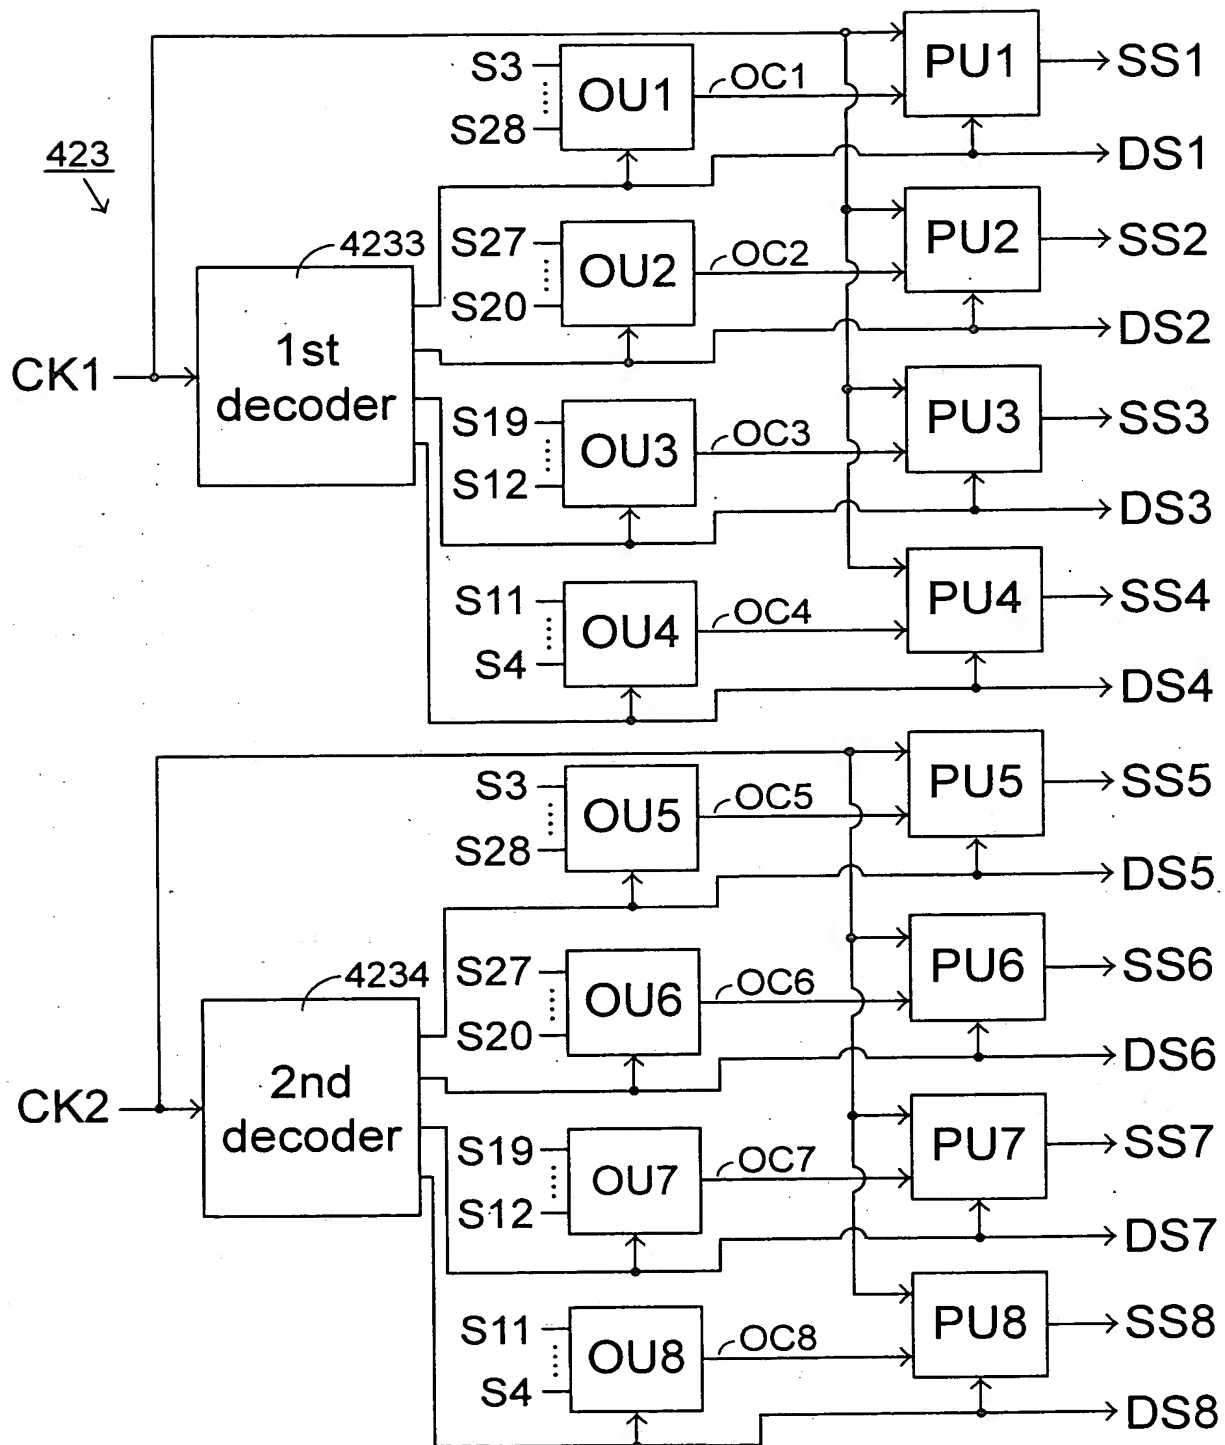 PU1
SS1
S3
OU1
OC1
S28
DS1
423
S27
OU2
OC2
PU2
SS2
S20
4233
DS2
1st
decoder
CK1
S19
OU3
OC3
PU3
SS3
S12
DS3
S11
OU4
OC4
PU4
SS4
S4
DS4
S3
OU5
OC5
PU5
SS5
S28
DS5
S27
OU6
OC6
PU6
SS6
S20
4234
DS6
2nd
decoder
CK2
S19
OU7
OC7
PU7
SS7
S12
DS7
S11
OU8
OC8
PU8
SS8
S4
DS8